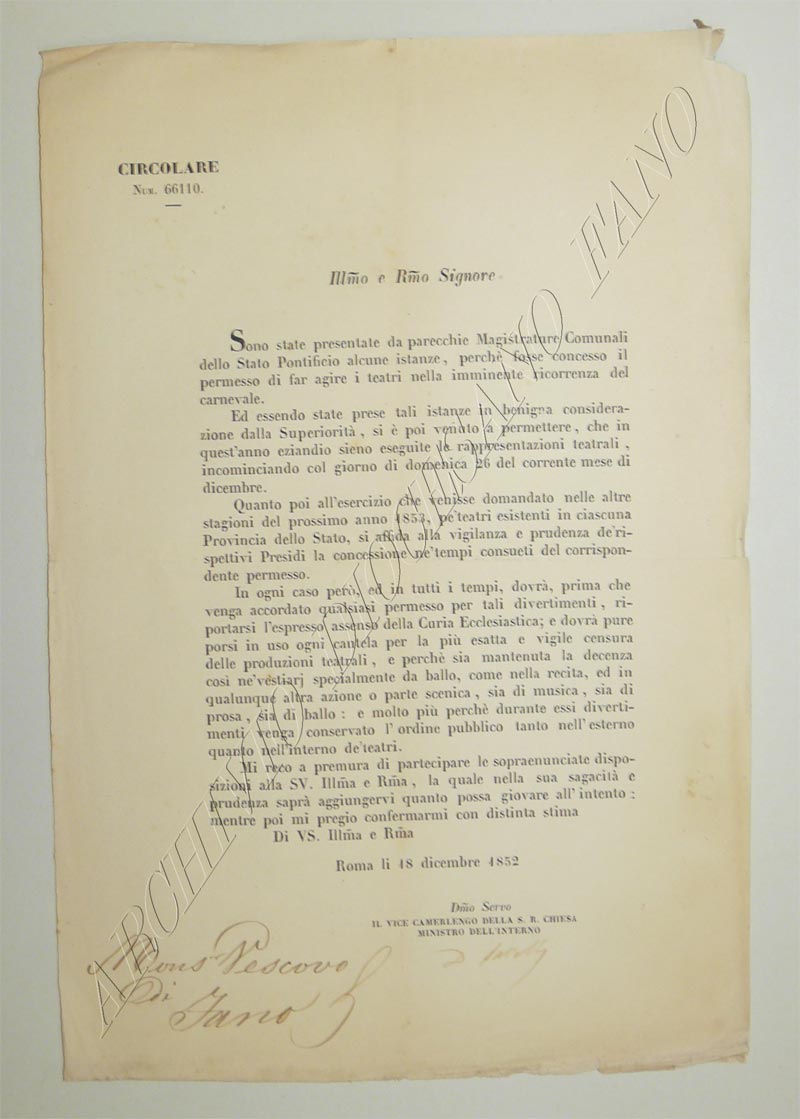 CIRCOLARE
NUM. 66110.
Illm̃o e Rm̃o Signore
Sono state presentate da parecchie Magistrature Comunali
dello Stato Pontificio alcune istanze, perchè fosse concesso il
permesso di far agire i teatri nella imminente ricorrenza del
carnevale.
Ed essendo state prese tali istanze in benigna considera-
zione dalla Superiorità, si è poi venuto a permettere, che in
quest'anno eziandio sieno eseguite le rappresentazioni teatrali,
incominciando col giorno di domenica 26 del corrente mese di
dicembre.
Quanto poi all'esercizio che venisse domandato nelle altre
stagioni del prossimo anno 1853, pe'teatri esistenti in ciascuna
Provincia dello Stato, si affida alla vigilanza e prudenza de'ri-
spettivi Presidi la concessione ne'tempi consueti del corrispon-
dente permesso.
In ogni caso però, ed in tutti i tempi, dovrà, prima che
venga accordato qualsiasi permesso per tali divertimenti, ri-
portarsi l'espresso assenso della Curia Ecclesiastica; e dovrà pure
porsi in uso ogni cautela per la più esatta e vigile censura
delle produzioni teatrali, e perchè sia mantenuta la decenza
così ne'vestiarj specialmente da ballo, come nella recita, ed in
qualunque altra azione o parte scenica, sia di musica, sia di
prosa, sia di ballo: e molto più perchè durante essi diverti-
menti venga conservato l'ordine pubblico tanto nell'esterno
quanto nell'interno de'teatri.
Mi reco a premura di partecipare le sopraenunciate dispo-
sizioni alla SV. Illm̃a e Rm̃a, la quale nella sua sagacità e
prudenza saprà aggiungervi quanto possa giovare all'intento:
mentre poi mi pregio confermarmi con distinta stima
Di VS. Illm̃a e Rm̃a
Roma li 18 dicembre 1852
Dm̃o Servo
IL VICE CAMERLENGO DELLA S. R. CHIESA
MINISTRO DELL'INTERNO
Mons Vescovo
di
Fano
FANO